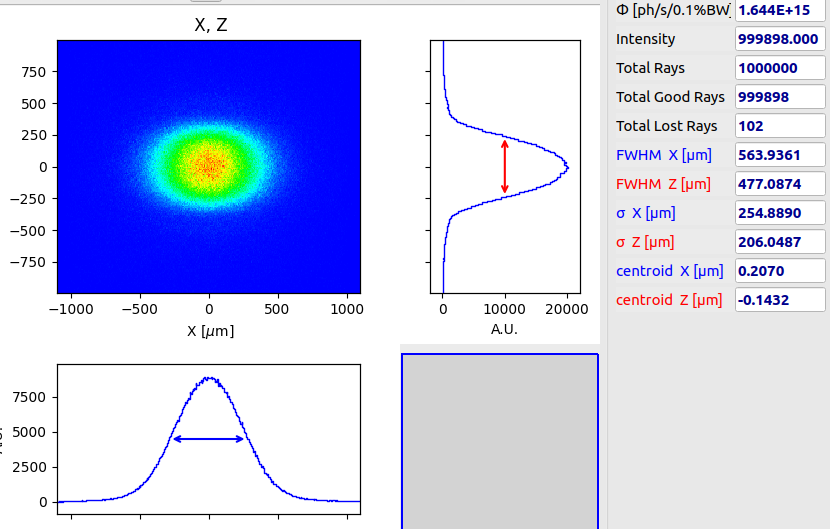 X, Z
750
500
250
0
−250
−500
−750
−1000 −500 0 500 1000
X [μm]
0 10000 20000
A.U.
7500
5000
2500
0
Φ [ph/s/0.1%BW] 1.644E+15
Intensity 999898.000
Total Rays 1000000
Total Good Rays 999898
Total Lost Rays 102
FWHM X [μm] 563.9361
FWHM Z [μm] 477.0874
σ X [μm] 254.8890
σ Z [μm] 206.0487
centroid X [μm] 0.2070
centroid Z [μm] -0.1432